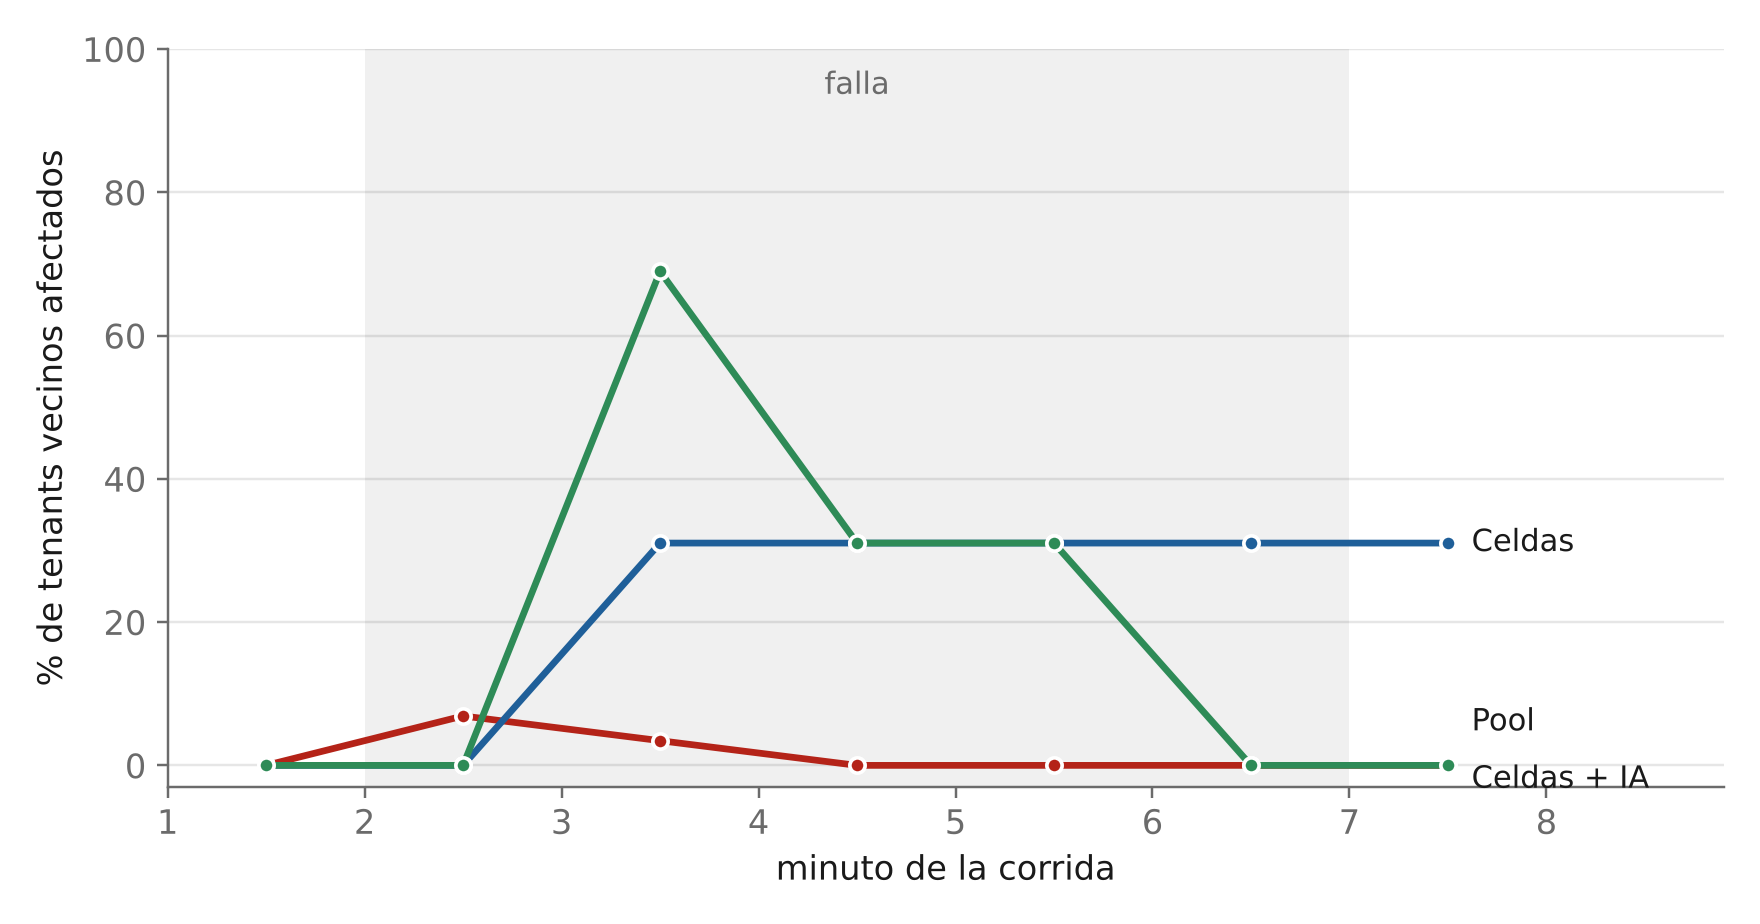 100
falla
80
60
40
20
0
% de tenants vecinos afectados
Celdas
Pool
Celdas + IA
1 2 3 4 5 6 7 8
minuto de la corrida